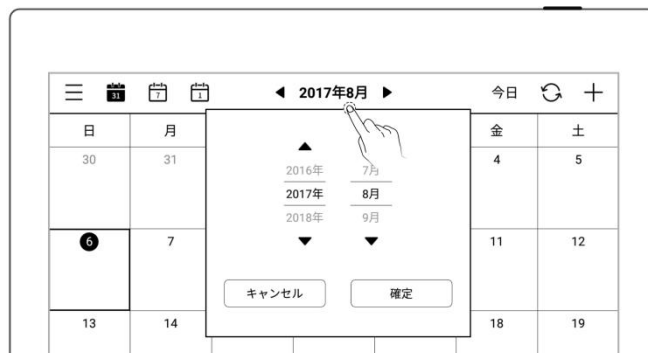 31 7 1 ◀ 2017年8月 ▶ 今日
日 月 金 土
30 31 4 5
2016年 7月
2017年 8月
2018年 9月
6 7 11 12
キャンセル 確定
13 14 18 19